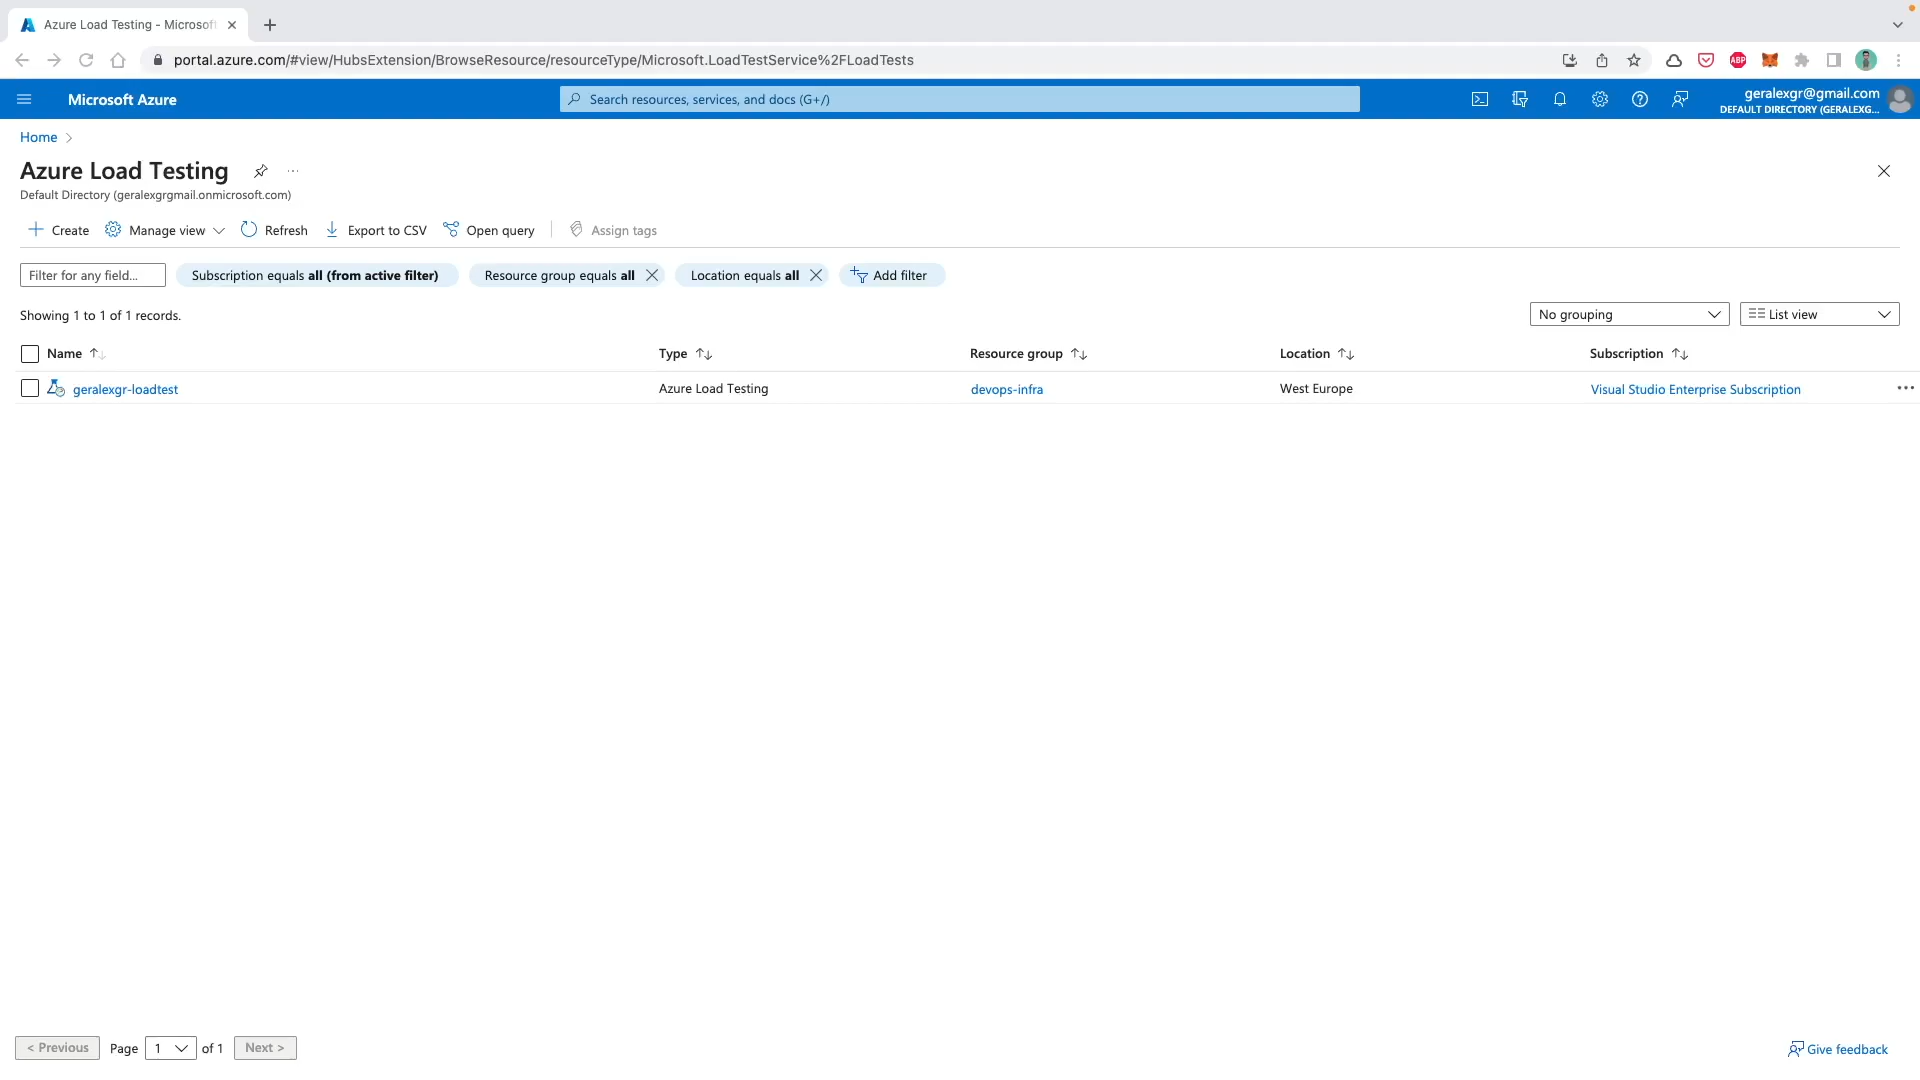 Azure Load Testing - Microsoft
portal.azure.com/#view/HubsExtension/BrowseResource/resourceType/Microsoft.LoadTestService%2FLoadTests
ABP
Microsoft Azure
Search resources, services, and docs (G+/)
geralexgr@gmail.com
DEFAULT DIRECTORY (GERALEXG...
Home
Azure Load Testing
...
Default Directory (geralexgrgmail.onmicrosoft.com)
Create
Manage view
Refresh
Export to CSV
Open query
Assign tags
Filter for any field...
Subscription equals all (from active filter)
Resource group equals all
Location equals all
Add filter
Showing 1 to 1 of 1 records.
No grouping
List view
Name
Type
Resource group
Location
Subscription
geralexgr-loadtest
Azure Load Testing
devops-infra
West Europe
Visual Studio Enterprise Subscription
< Previous
Page
1
of 1
Next >
Give feedback